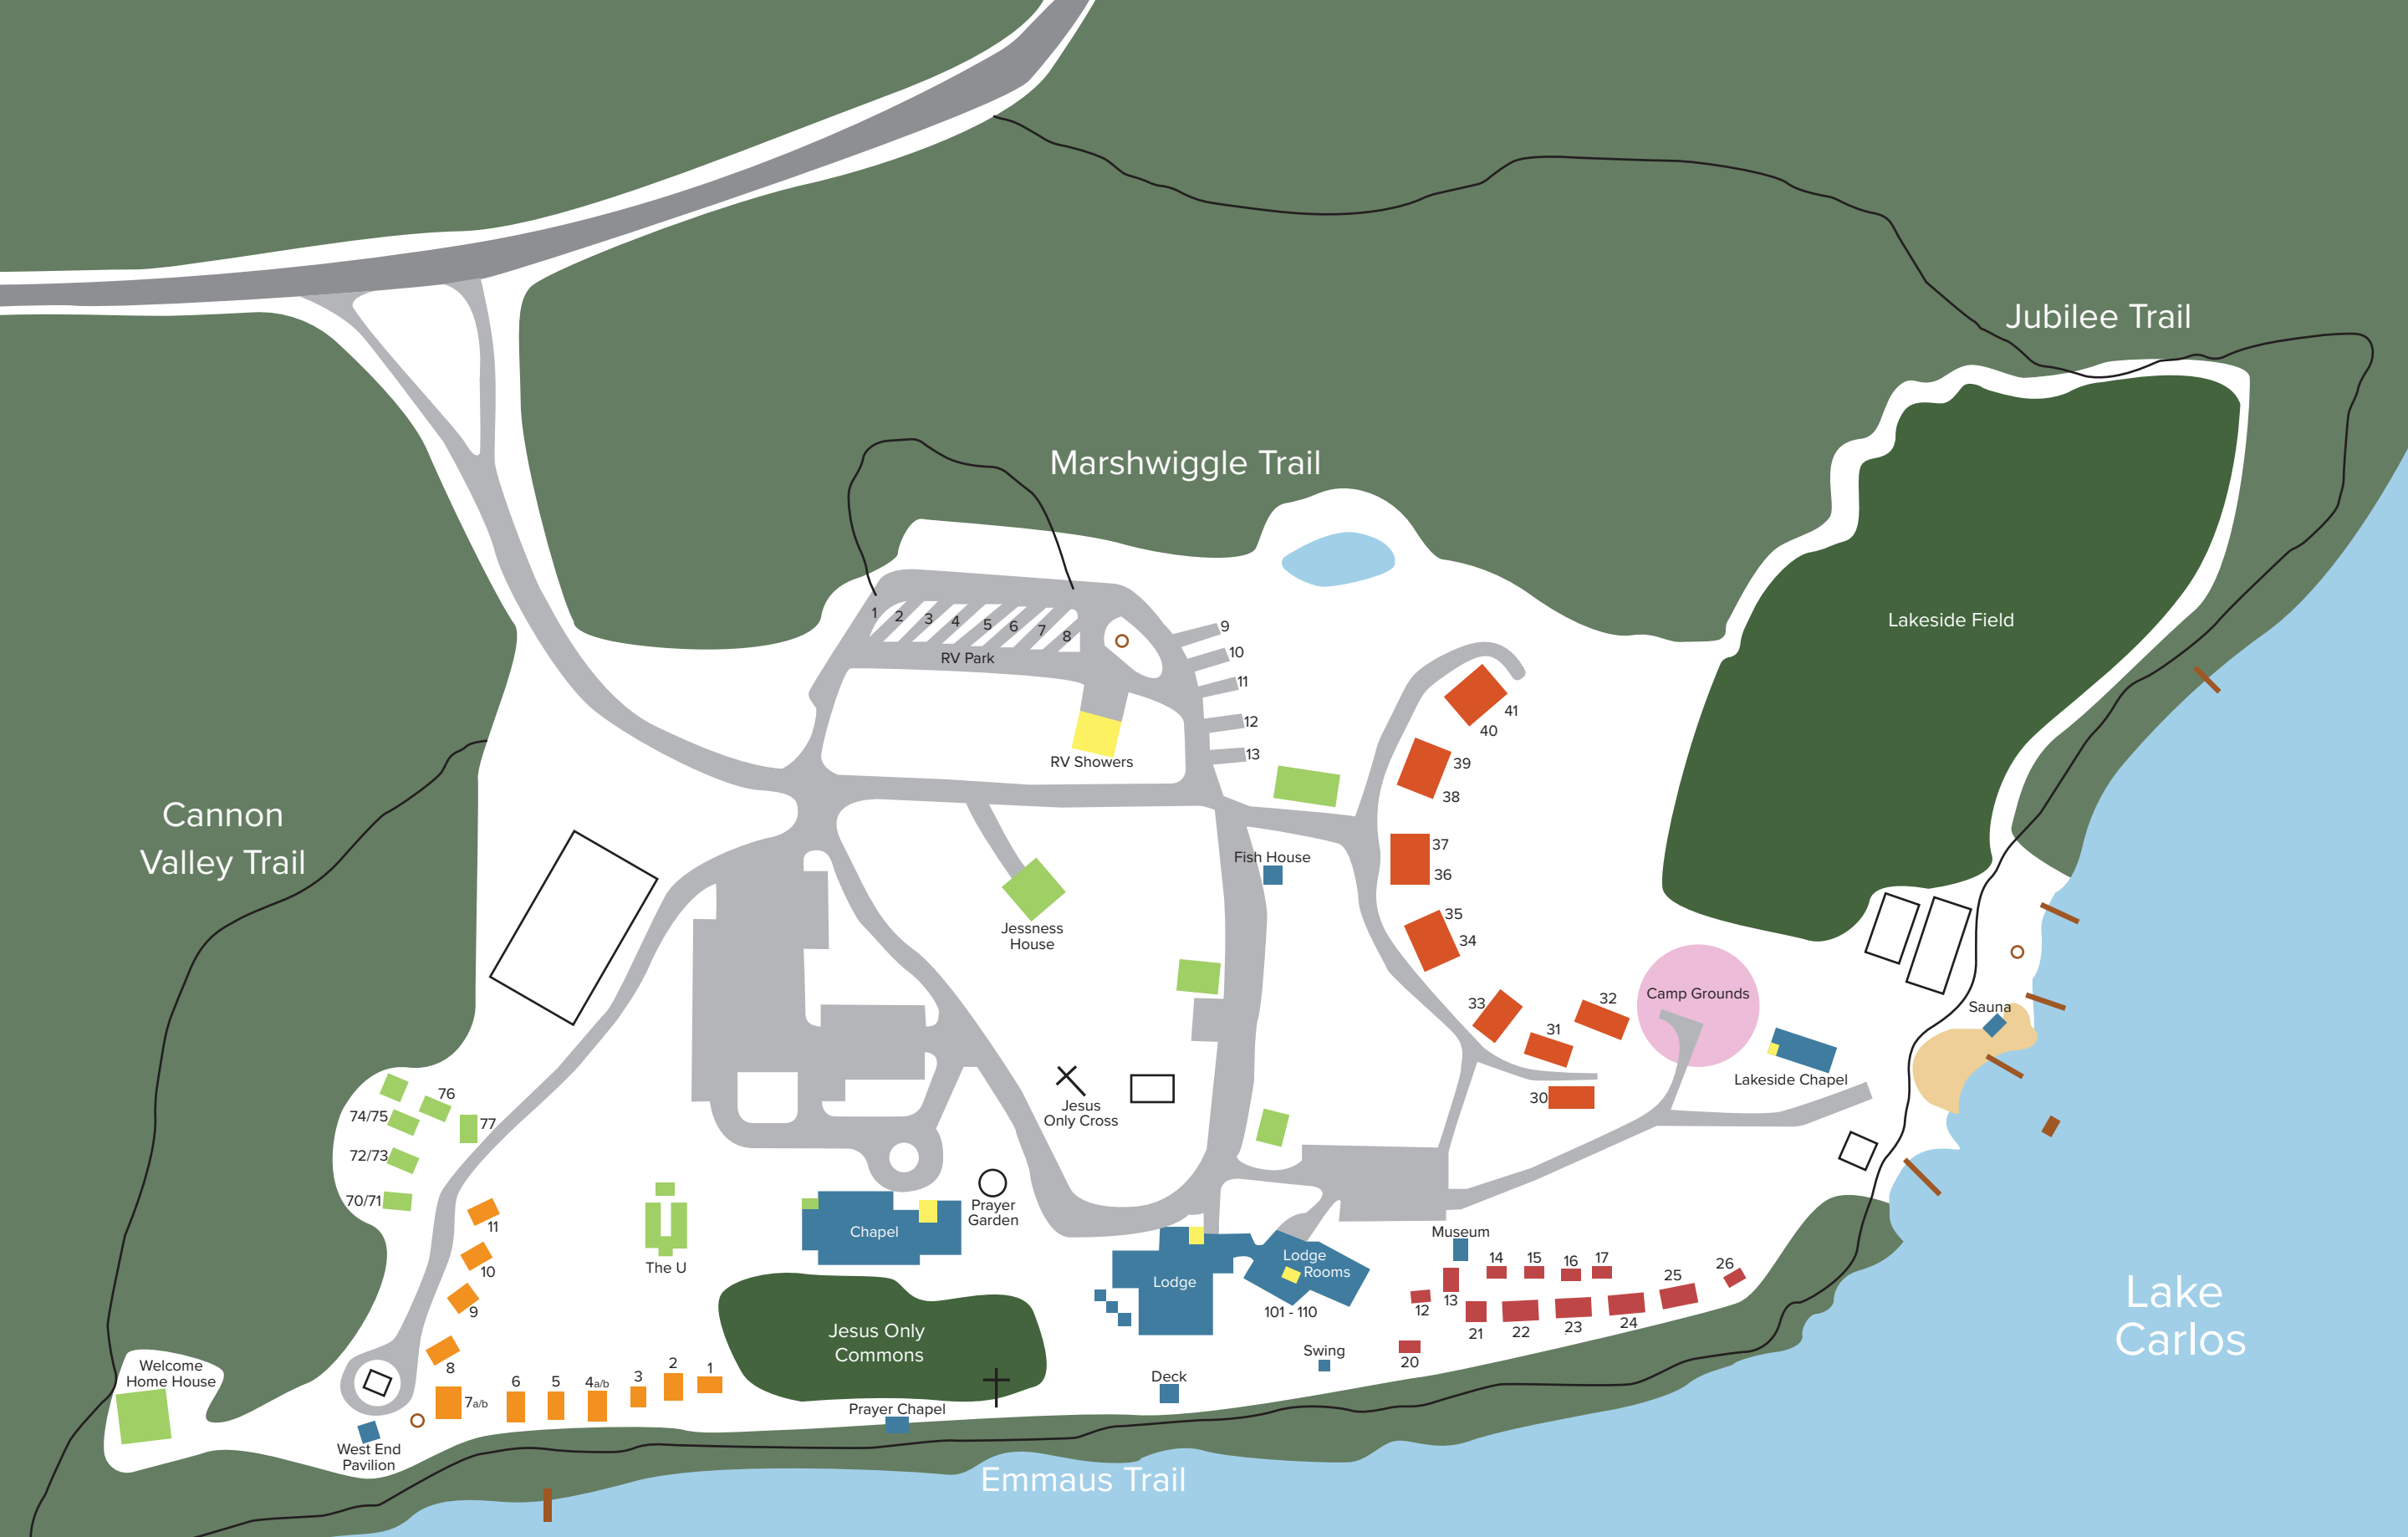 Jubilee Trail
Marshwiggle Trail
Lakeside Field
1
2
3
4
5
6
7
8
RV Park
9
10
11
12
13
RV Showers
41
40
39
38
37
36
35
34
33
32
31
30
Cannon
Valley Trail
Fish House
Jessness
House
Camp Grounds
Sauna
Lakeside Chapel
Jesus
Only Cross
76
74/75
77
72/73
70/71
11
10
9
8
7a/b
6
5
4a/b
3
2
1
The U
Chapel
Prayer
Garden
Museum
Lodge
Rooms
Lodge
101 - 110
14
15
16
17
26
25
12
13
21
22
23
24
20
Lake
Carlos
Jesus Only
Commons
Swing
Deck
Prayer Chapel
Welcome
Home House
West End
Pavilion
Emmaus Trail